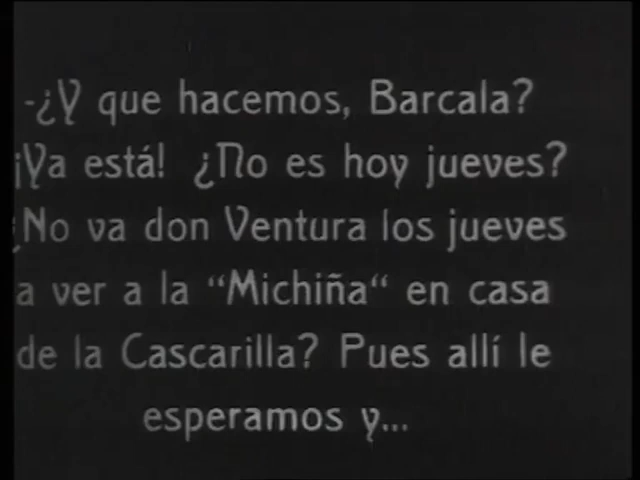 -¿Y que hacemos, Barcala?
¡Ya está! ¿No es hoy jueves?
¿No va don Ventura los jueves
a ver a la “Michiña“ en casa
de la Cascarilla? Pues allí le
esperamos y...